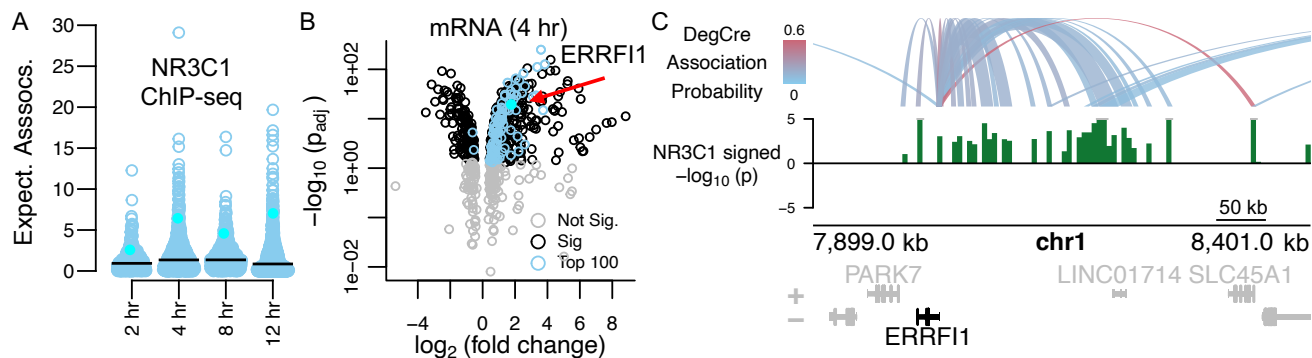 A
Expect. Asssocs.
30
25
20
15
10
5
0
NR3C1
ChIP-seq
2 hr
4 hr
8 hr
12 hr
B
mRNA (4 hr)
ERRFI1
−log10 (padj)
1e+02
1e+00
1e−02
Not Sig.
Sig
Top 100
−4
−2
0
2
4
6
8
log2 (fold change)
C
DegCre
Association
Probability
0.6
0
NR3C1 signed
−log10 (p)
5
0
−5
50 kb
7,899.0 kb
chr1
8,401.0 kb
PARK7
LINC01714
SLC45A1
+
−
ERRFI1